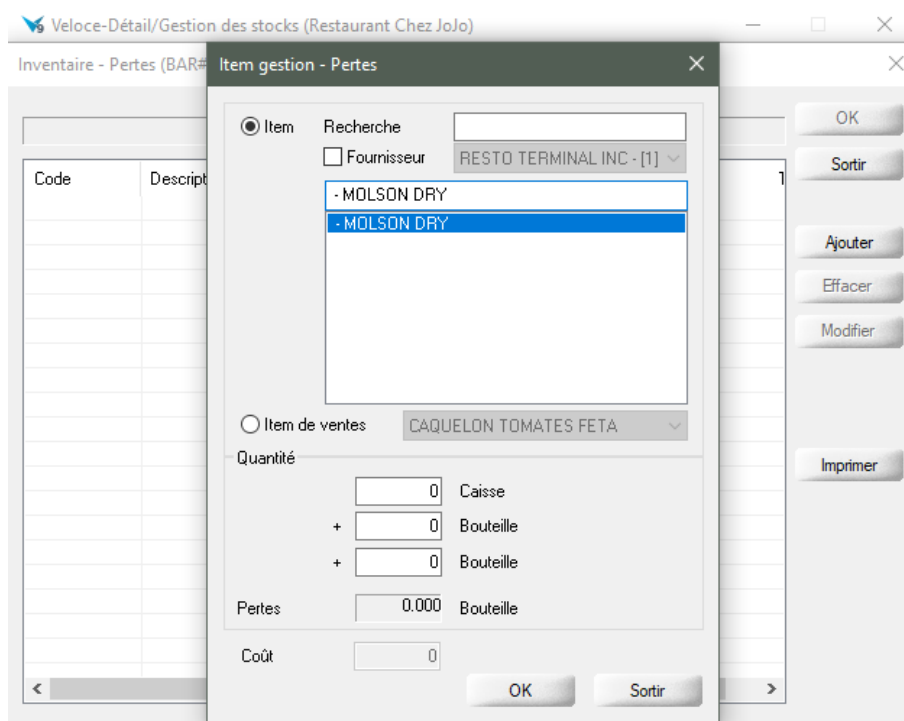 Veloce-Détail/Gestion des stocks (Restaurant Chez JoJo)
Inventaire - Pertes (BAR#
Item gestion - Pertes
OK
Item
Recherche
Fournisseur
RESTO TERMINAL INC - [1]
Sortir
Code
Descript
1
- MOLSON DRY
- MOLSON DRY
Ajouter
Effacer
Modifier
Item de ventes
CAQUELON TOMATES FETA
Quantité
Imprimer
0 Caisse
+ 0 Bouteille
+ 0 Bouteille
Pertes 0.000 Bouteille
Coût 0
OK
Sortir